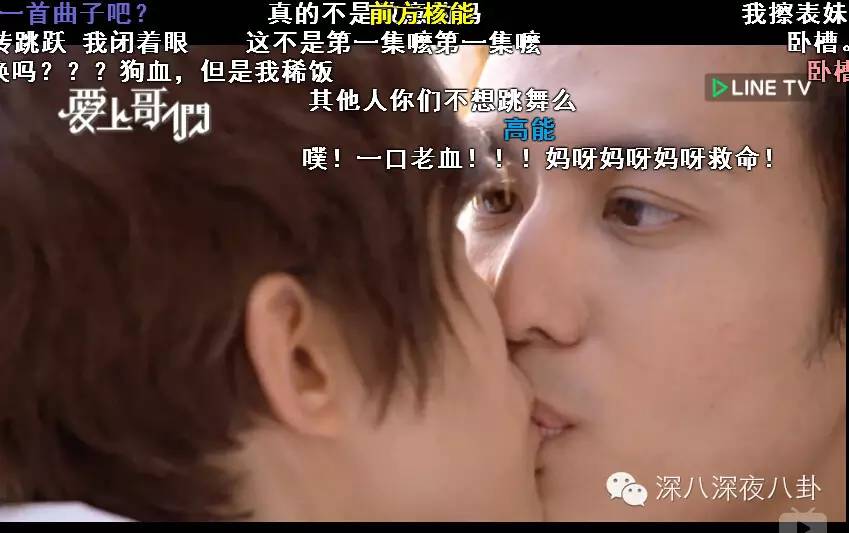 一首曲子吧？ 真的不是 前方核能 吗 我擦表妹
转跳跃 我闭着眼 这不是第一集嚒第一集嚒 卧槽。
换吗？？？狗血，但是我稀饭 卧槽
爱上哥們 LINE TV
其他人你们不想跳舞么
高能
噗！一口老血！！！妈呀妈呀妈呀救命！
深八深夜八卦